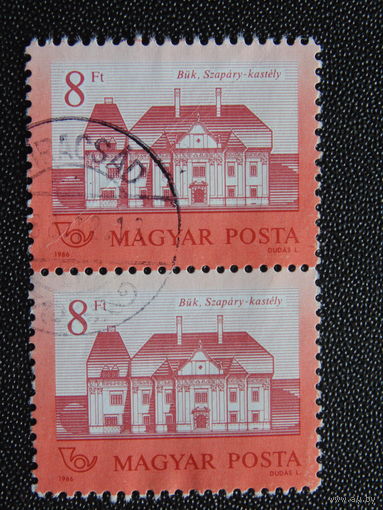 8 Ft
Bük, Szapáry-kastély
MAGYAR POSTA
1986
DUDÁS L.
8 Ft
Bük, Szapáry-kastély
MAGYAR POSTA
1986
DUDÁS L.